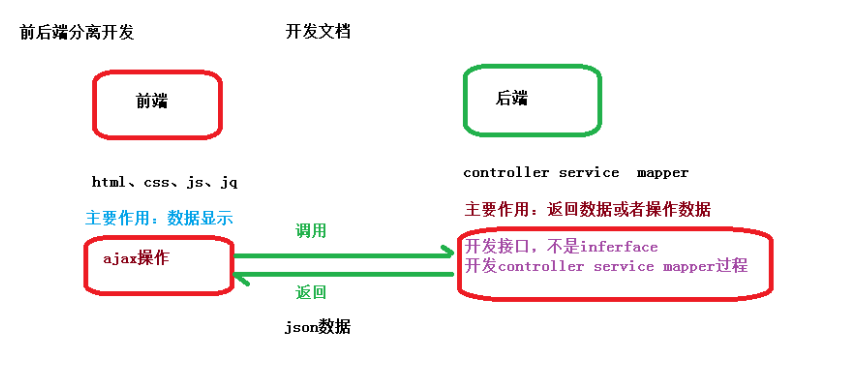 前后端分离开发
开发文档
前端
后端
html、css、js、jq
controller service  mapper
主要作用：数据显示
主要作用：返回数据或者操作数据
调用
ajax操作
开发接口，不是inferface
开发controller service mapper过程
返回
json数据